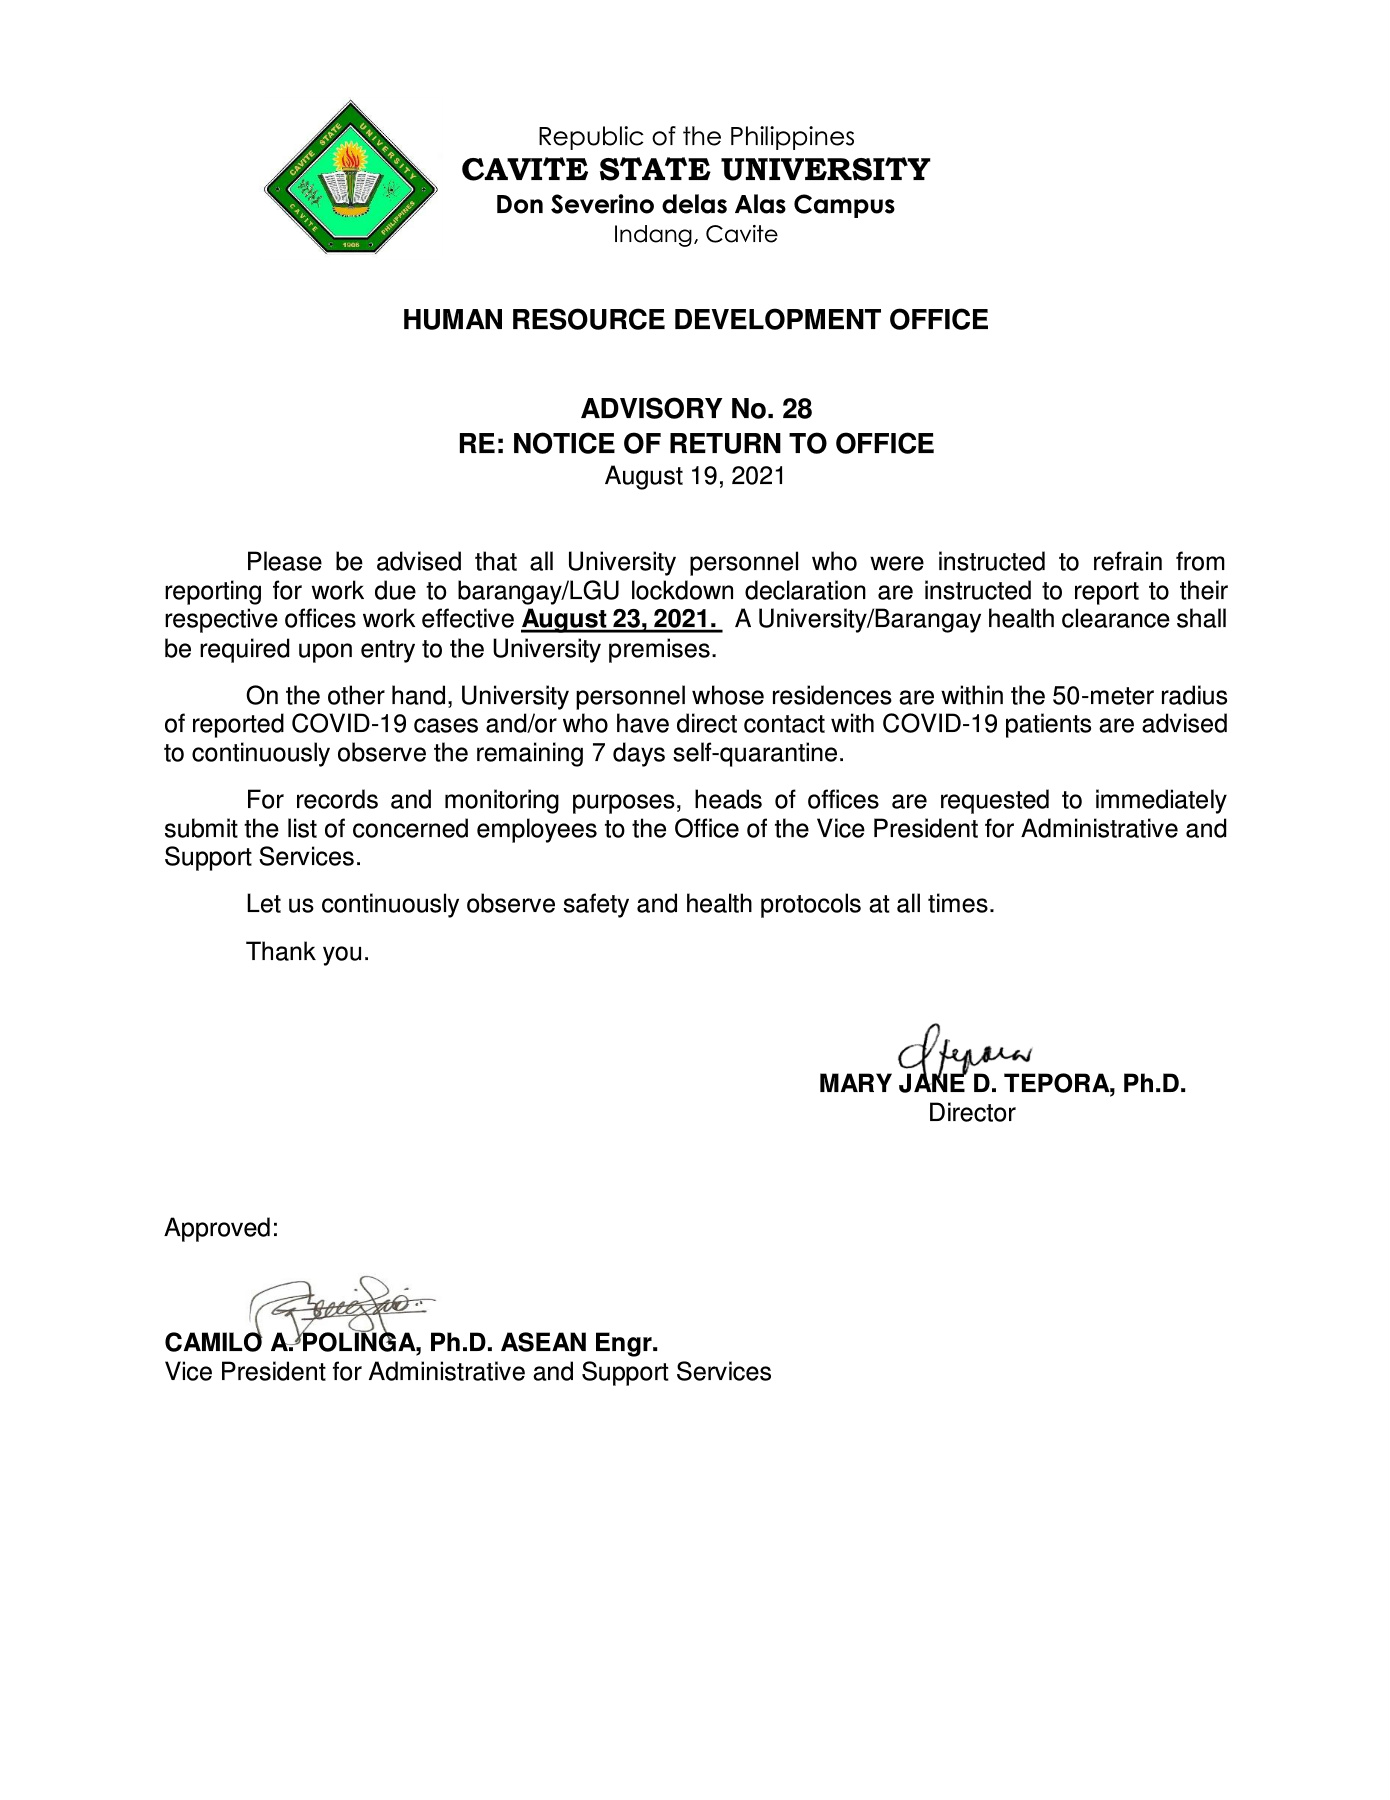 CAVITE STATE UNIVERSITY
CAVITE PHILIPPINES
1906
Republic of the Philippines
CAVITE STATE UNIVERSITY
Don Severino delas Alas Campus
Indang, Cavite
HUMAN RESOURCE DEVELOPMENT OFFICE
ADVISORY No. 28
RE: NOTICE OF RETURN TO OFFICE
August 19, 2021
Please be advised that all University personnel who were instructed to refrain from
reporting for work due to barangay/LGU lockdown declaration are instructed to report to their
respective offices work effective August 23, 2021. A University/Barangay health clearance shall
be required upon entry to the University premises.
On the other hand, University personnel whose residences are within the 50-meter radius
of reported COVID-19 cases and/or who have direct contact with COVID-19 patients are advised
to continuously observe the remaining 7 days self-quarantine.
For records and monitoring purposes, heads of offices are requested to immediately
submit the list of concerned employees to the Office of the Vice President for Administrative and
Support Services.
Let us continuously observe safety and health protocols at all times.
Thank you.
MARY JANE D. TEPORA, Ph.D.
Director
Approved:
CAMILO A. POLINGA, Ph.D. ASEAN Engr.
Vice President for Administrative and Support Services